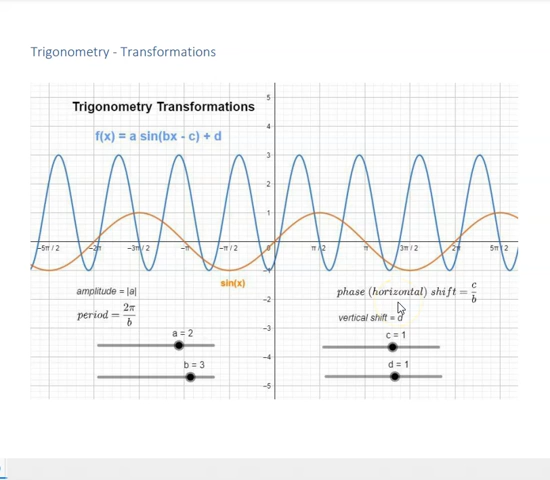 Trigonometry - Transformations
5
Trigonometry Transformations
4
f(x) = a sin(bx - c) + d
3
2
1
−5π / 2 −2π −3π / 2 −π −π / 2 0 π / 2 π 3π / 2 2π 5π / 2
−1
sin(x)
amplitude = |a|
phase (horizontal) shift = c/b
−2
period = 2π/b
vertical shift = d
−3
a = 2
c = 1
−4
b = 3
d = 1
−5